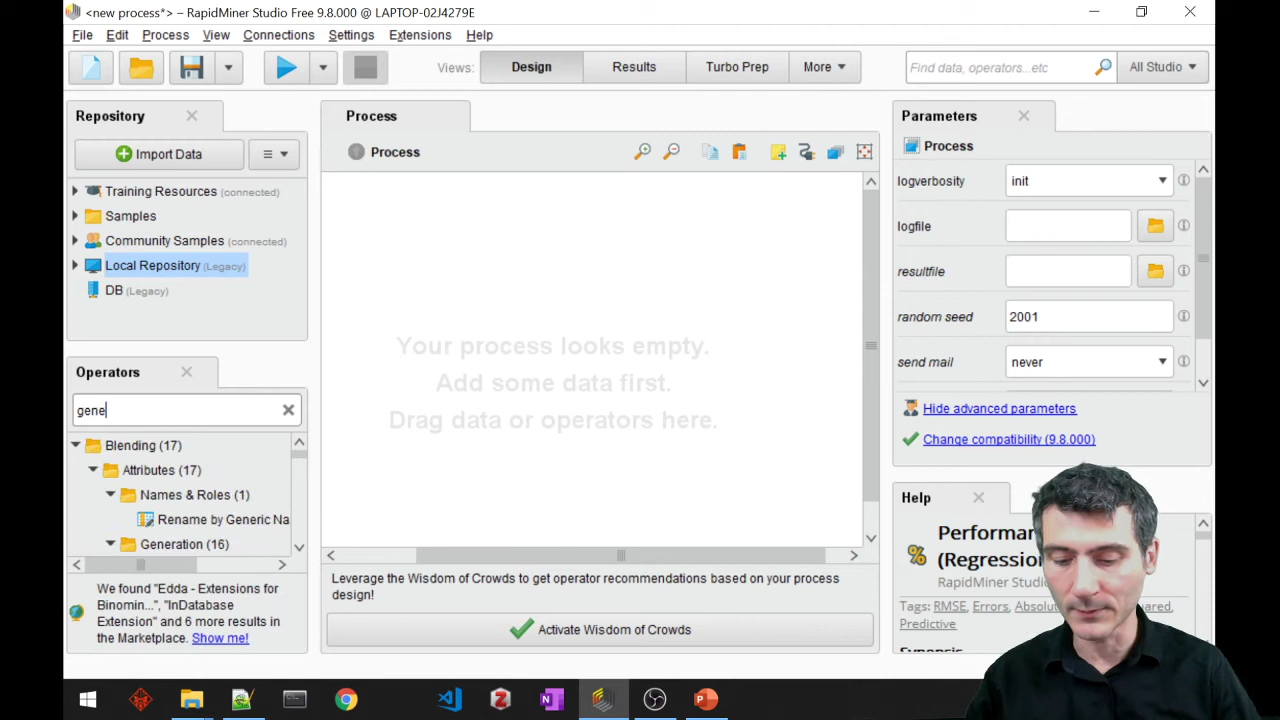 <new process*> – RapidMiner Studio Free 9.8.000 @ LAPTOP-02J4279E
File Edit Process View Connections Settings Extensions Help
Views: Design Results Turbo Prep More Find data, operators...etc All Studio
Repository
Import Data
Training Resources (connected)
Samples
Community Samples (connected)
Local Repository (Legacy)
DB (Legacy)
Operators
gene
Blending (17)
Attributes (17)
Names & Roles (1)
Rename by Generic Na
Generation (16)
We found "Edda - Extensions for
Binomin...", "InDatabase
Extension" and 6 more results in
the Marketplace. Show me!
Process
Process
Your process looks empty.
Add some data first.
Drag data or operators here.
Leverage the Wisdom of Crowds to get operator recommendations based on your process
design!
Activate Wisdom of Crowds
Parameters
Process
logverbosity init
logfile
resultfile
random seed 2001
send mail never
Hide advanced parameters
Change compatibility (9.8.000)
Help
(Regression
RapidMiner
Tags: RMSE, Errors,
Predictive